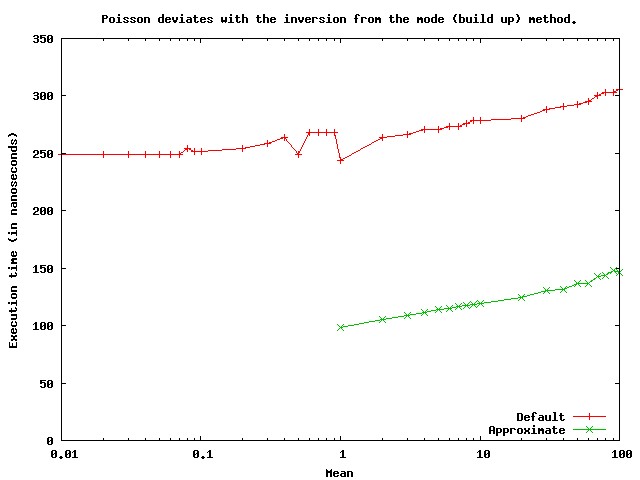 Poisson deviates with the inversion from the mode (build up) method.
350
300
250
200
150
100
50
0
Execution time (in nanoseconds)
0.01
0.1
1
10
100
Mean
Default
Approximate